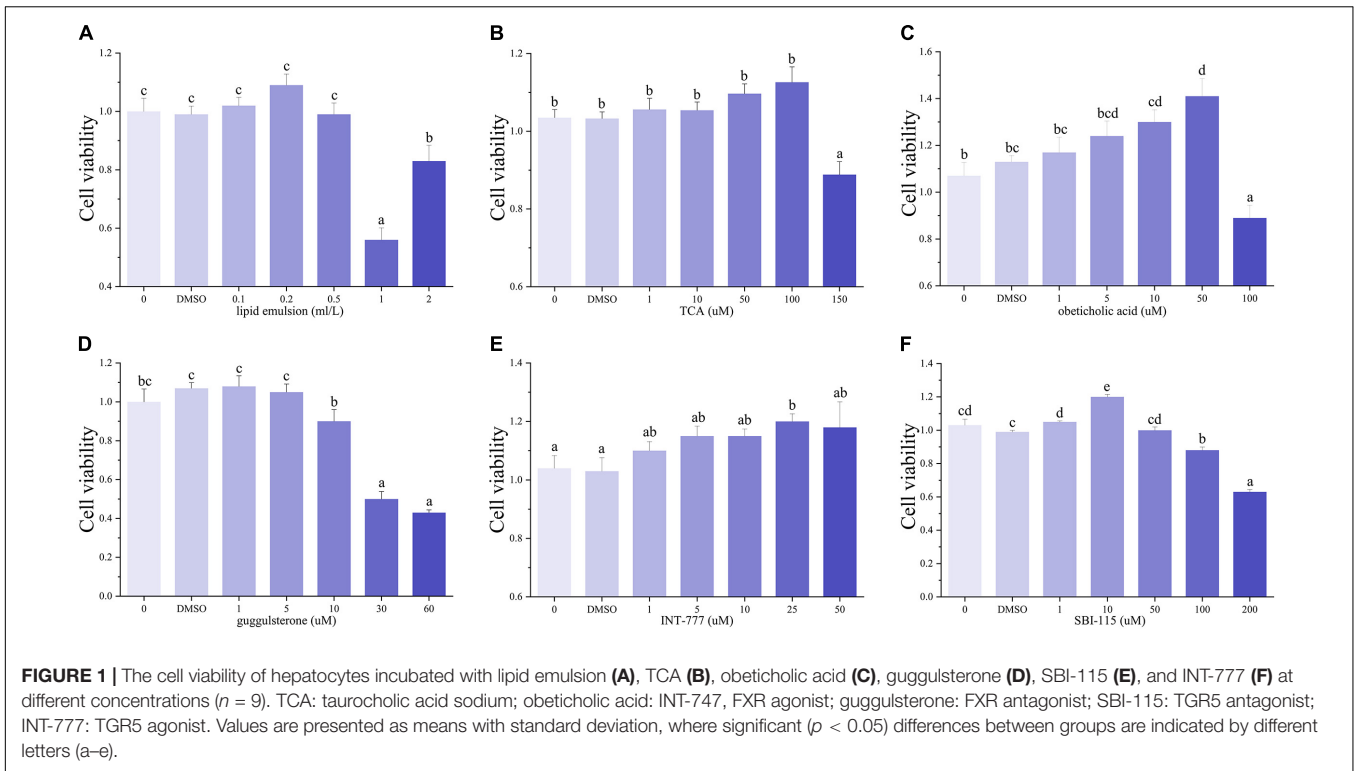 A
Cell viability
1.2
1.0
0.8
0.6
0.4
c c c c c a b
0 DMSO 0.1 0.2 0.5 1 2
lipid emulsion (ml/L)
B
Cell viability
1.2
1.0
0.8
0.6
b b b b b b a
0 DMSO 1 10 50 100 150
TCA (uM)
C
Cell viability
1.6
1.4
1.2
1.0
0.8
0.6
b bc bc bcd cd d a
0 DMSO 1 5 10 50 100
obeticholic acid (uM)
D
Cell viability
1.2
1.0
0.8
0.6
0.4
0.2
0.0
bc c c c b a a
0 DMSO 1 5 10 30 60
guggulsterone (uM)
E
Cell viability
1.4
1.2
1.0
0.8
0.6
a a ab ab ab b ab
0 DMSO 1 5 10 25 50
INT-777 (uM)
F
Cell viability
1.4
1.2
1.0
0.8
0.6
0.4
0.2
0.0
cd c d e cd b a
0 DMSO 1 10 50 100 200
SBI-115 (uM)
FIGURE 1 | The cell viability of hepatocytes incubated with lipid emulsion (A), TCA (B), obeticholic acid (C), guggulsterone (D), SBI-115 (E), and INT-777 (F) at
different concentrations (n = 9). TCA: taurocholic acid sodium; obeticholic acid: INT-747, FXR agonist; guggulsterone: FXR antagonist; SBI-115: TGR5 antagonist;
INT-777: TGR5 agonist. Values are presented as means with standard deviation, where significant (p < 0.05) differences between groups are indicated by different
letters (a–e).